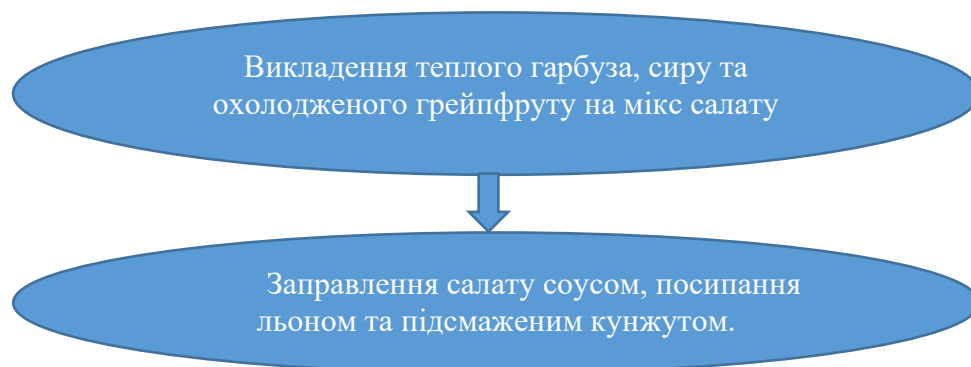 Викладення теплого гарбуза, сиру та
охолодженого грейпфруту на мікс салату
Заправлення салату соусом, посипання
льоном та підсмаженим кунжутом.